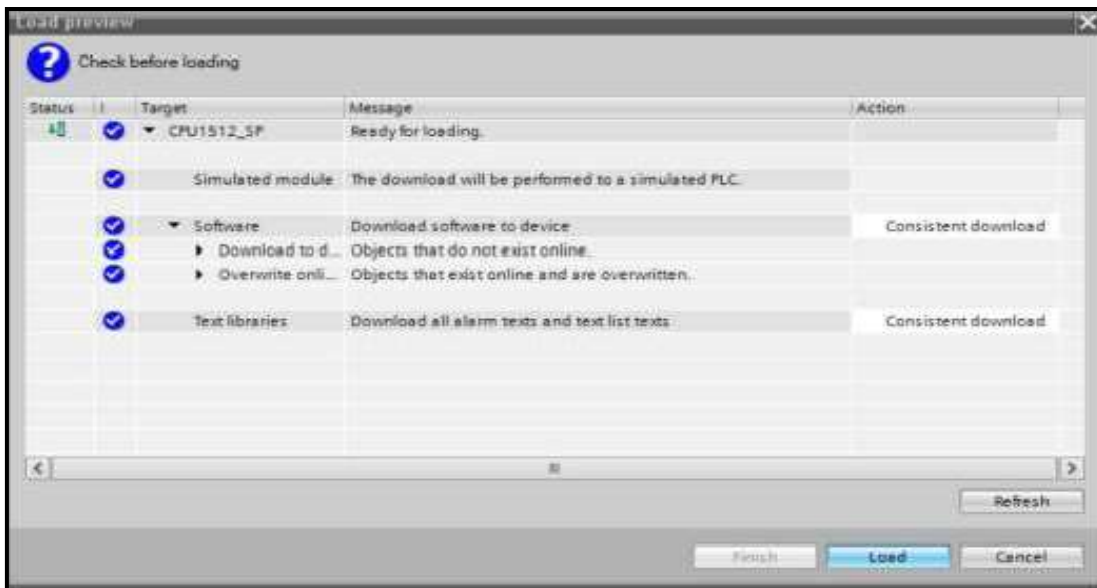 Load preview
Check before loading
Status ! Target Message Action
CPU1512_SP Ready for loading.
Simulated module The download will be performed to a simulated PLC.
Software Download software to device Consistent download
Download to d... Objects that do not exist online.
Overwrite onli... Objects that exist online and are overwritten.
Text libraries Download all alarm texts and text list texts Consistent download
Refresh
Finish Load Cancel